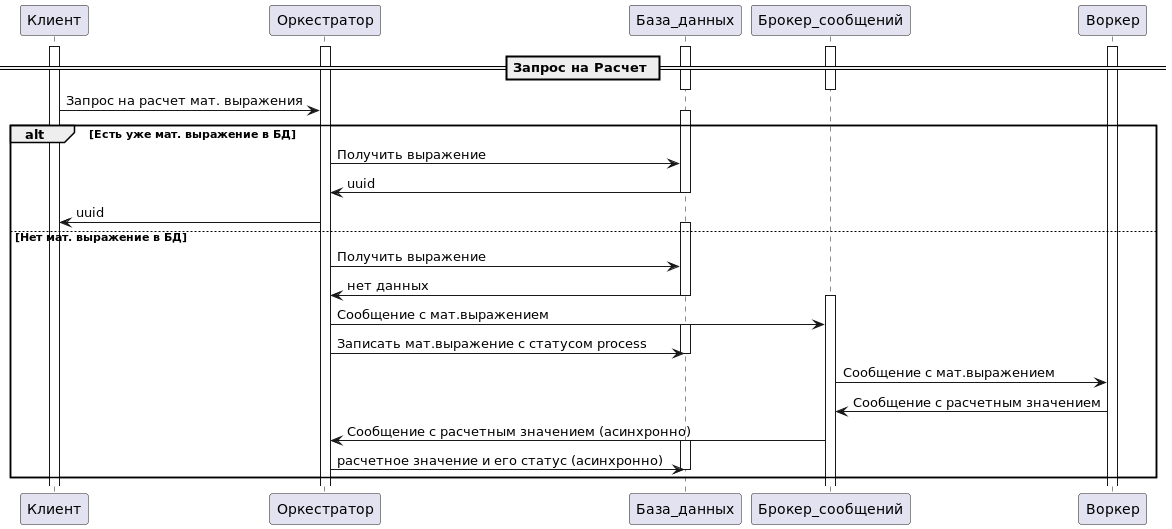 Клиент
Оркестратор
База_данных
Брокер_сообщений
Воркер
Запрос на Расчет
Запрос на расчет мат. выражения
alt
[Есть уже мат. выражение в БД]
Получить выражение
uuid
uuid
[Нет мат. выражение в БД]
Получить выражение
нет данных
Сообщение с мат.выражением
Записать мат.выражение с статусом process
Сообщение с мат.выражением
Сообщение с расчетным значением
Сообщение с расчетным значением (асинхронно)
расчетное значение и его статус (асинхронно)
Клиент
Оркестратор
База_данных
Брокер_сообщений
Воркер